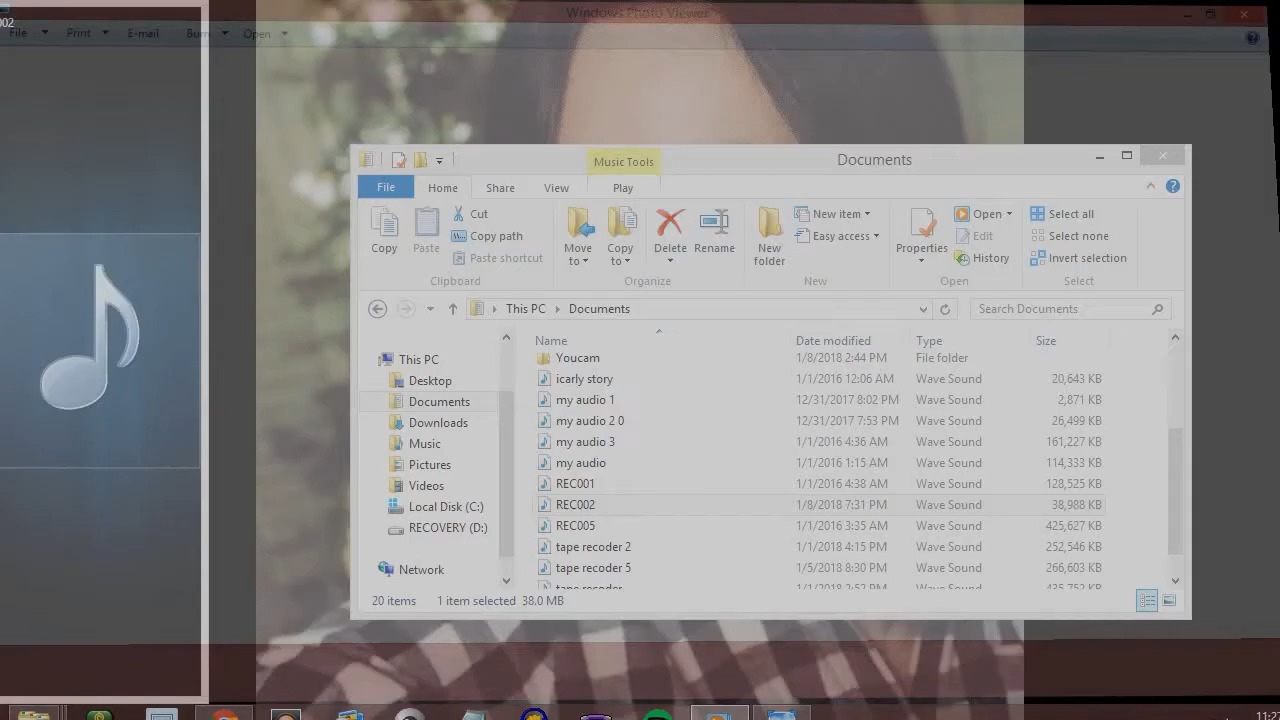 002
Windows Photo Viewer
File Print E-mail Burn Open
Music Tools Documents
File Home Share View Play
Copy Paste Cut Copy path Paste shortcut
Move to Copy to Delete Rename
New folder New item Easy access
Properties Open Edit History
Select all Select none Invert selection
Clipboard Organize New Open Select
This PC Documents Search Documents
Name Date modified Type Size
Youcam 1/8/2018 2:44 PM File folder
icarly story 1/1/2016 12:06 AM Wave Sound 20,643 KB
my audio 1 12/31/2017 8:02 PM Wave Sound 2,871 KB
my audio 2 0 12/31/2017 7:53 PM Wave Sound 26,499 KB
my audio 3 1/1/2016 4:36 AM Wave Sound 161,227 KB
my audio 1/1/2016 1:15 AM Wave Sound 114,333 KB
REC001 1/1/2016 4:38 AM Wave Sound 128,525 KB
REC002 1/8/2018 7:31 PM Wave Sound 38,988 KB
REC005 1/1/2016 3:35 AM Wave Sound 425,627 KB
tape recoder 2 1/1/2018 4:15 PM Wave Sound 252,546 KB
tape recoder 5 1/5/2018 8:30 PM Wave Sound 266,603 KB
tape recoder 1/1/2018 2:52 PM Wave Sound 435,752 KB
This PC
Desktop
Documents
Downloads
Music
Pictures
Videos
Local Disk (C:)
RECOVERY (D:)
Network
20 items 1 item selected 38.0 MB